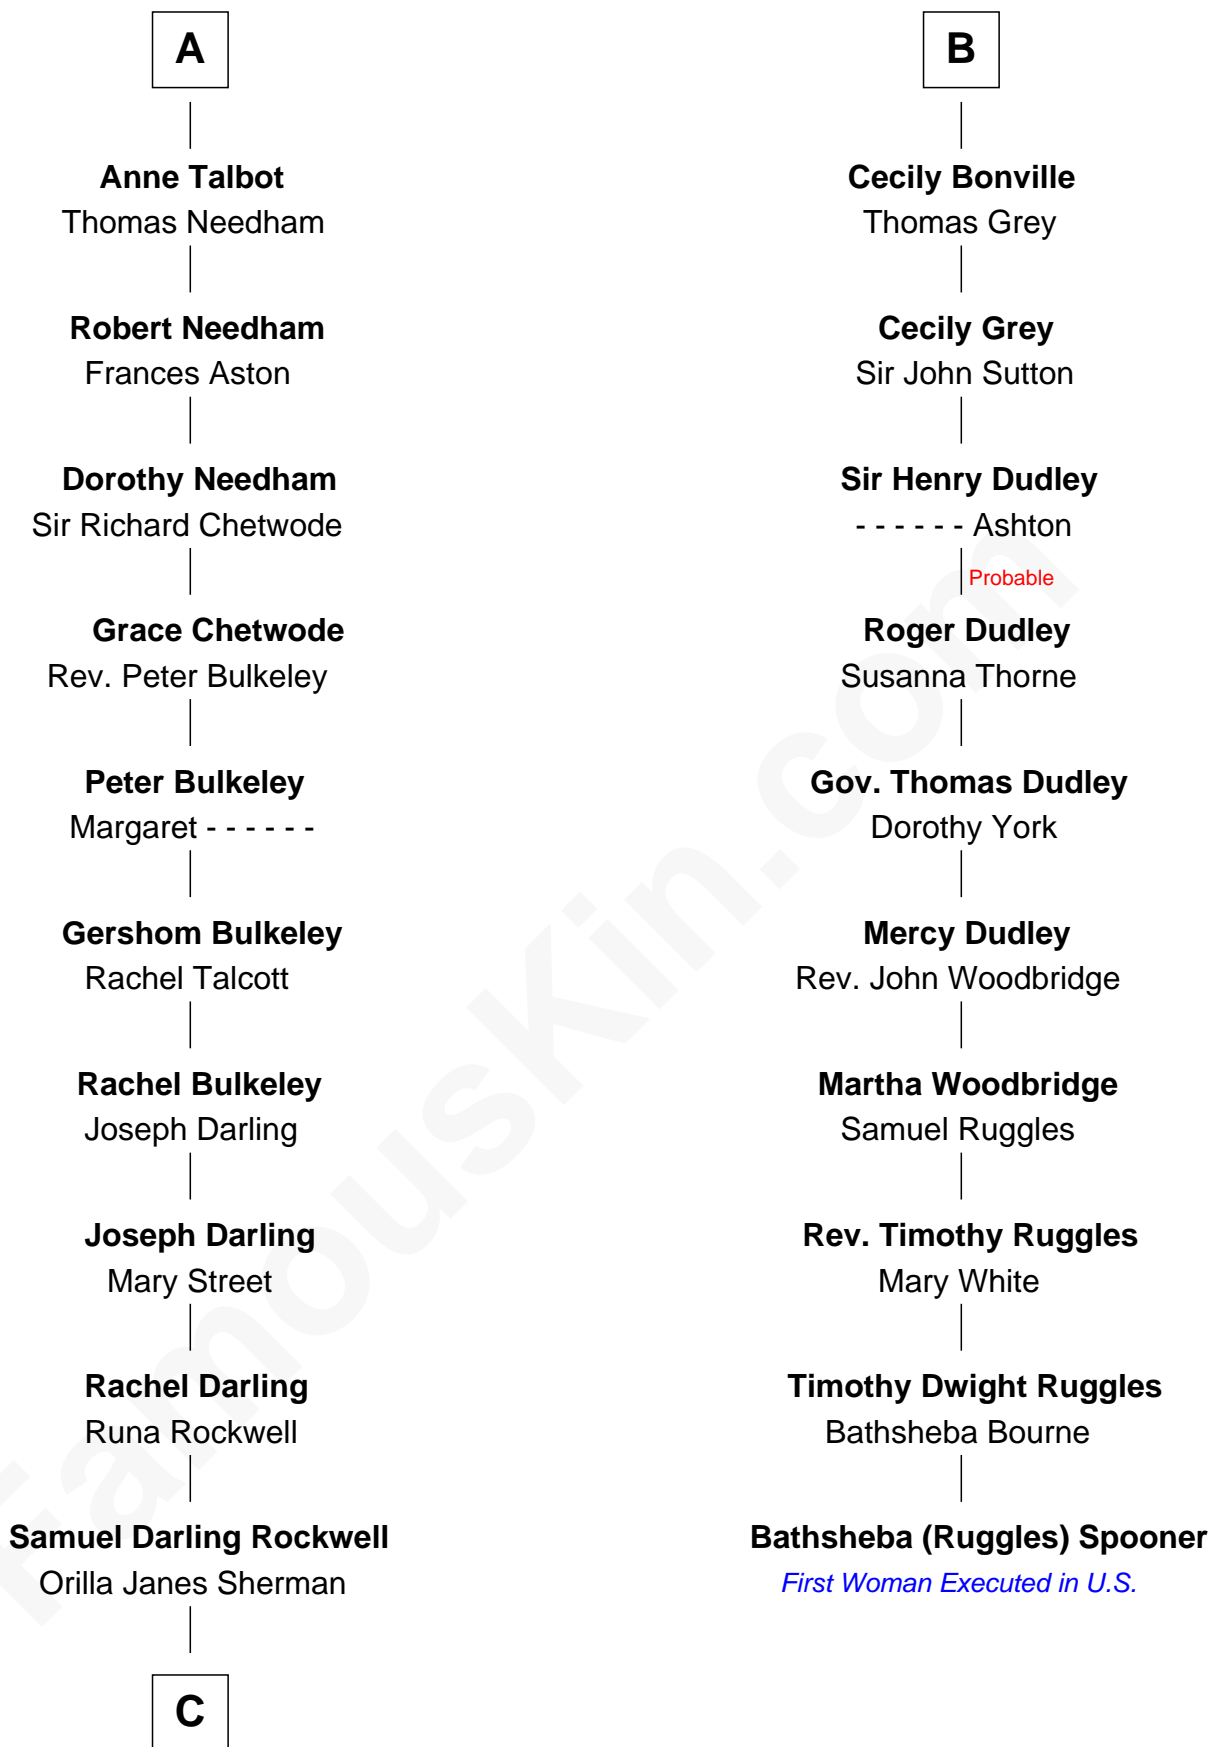 A
Anne Talbot
Thomas Needham
Robert Needham
Frances Aston
Dorothy Needham
Sir Richard Chetwode
Grace Chetwode
Rev. Peter Bulkeley
Peter Bulkeley
Margaret - - - - - -
Gershom Bulkeley
Rachel Talcott
Rachel Bulkeley
Joseph Darling
Joseph Darling
Mary Street
Rachel Darling
Runa Rockwell
Samuel Darling Rockwell
Orilla Janes Sherman
C
B
Cecily Bonville
Thomas Grey
Cecily Grey
Sir John Sutton
Sir Henry Dudley
- - - - - - Ashton
Probable
Roger Dudley
Susanna Thorne
Gov. Thomas Dudley
Dorothy York
Mercy Dudley
Rev. John Woodbridge
Martha Woodbridge
Samuel Ruggles
Rev. Timothy Ruggles
Mary White
Timothy Dwight Ruggles
Bathsheba Bourne
Bathsheba (Ruggles) Spooner
First Woman Executed in U.S.
FamousKin.com